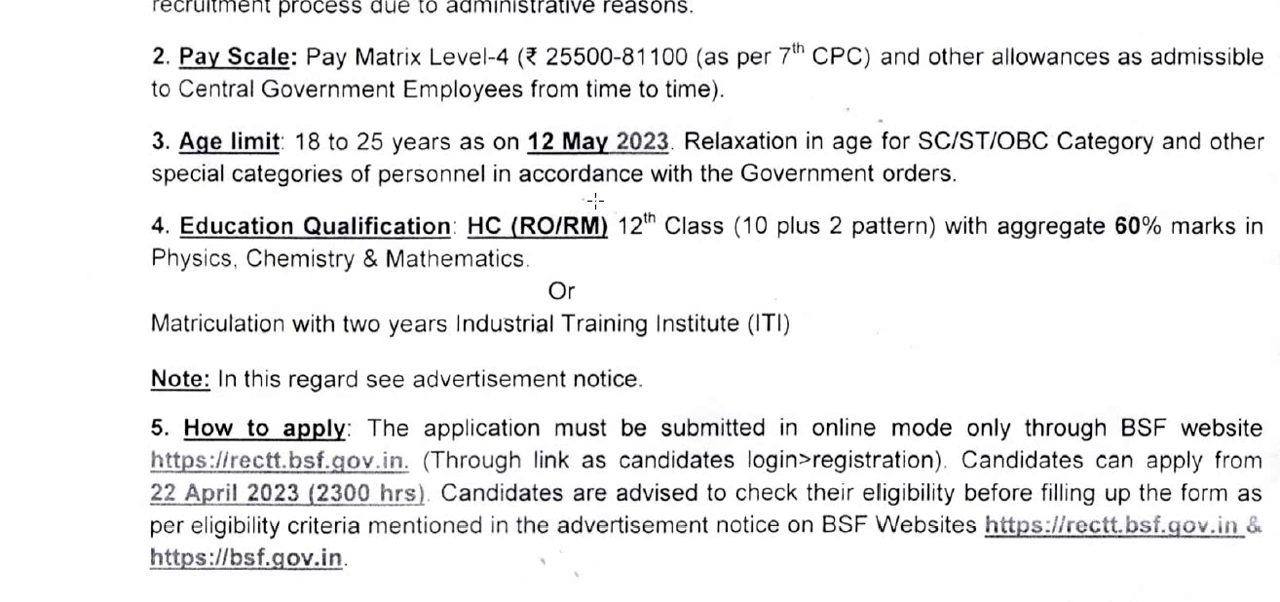 recruitment process due to administrative reasons.
2. Pay Scale: Pay Matrix Level-4 (₹ 25500-81100 (as per 7th CPC) and other allowances as admissible
to Central Government Employees from time to time).
3. Age limit: 18 to 25 years as on 12 May 2023. Relaxation in age for SC/ST/OBC Category and other
special categories of personnel in accordance with the Government orders.
4. Education Qualification: HC (RO/RM) 12th Class (10 plus 2 pattern) with aggregate 60% marks in
Physics, Chemistry & Mathematics.
Or
Matriculation with two years Industrial Training Institute (ITI)
Note: In this regard see advertisement notice.
5. How to apply: The application must be submitted in online mode only through BSF website
https://rectt.bsf.gov.in. (Through link as candidates login>registration). Candidates can apply from
22 April 2023 (2300 hrs). Candidates are advised to check their eligibility before filling up the form as
per eligibility criteria mentioned in the advertisement notice on BSF Websites https://rectt.bsf.gov.in &
https://bsf.gov.in.